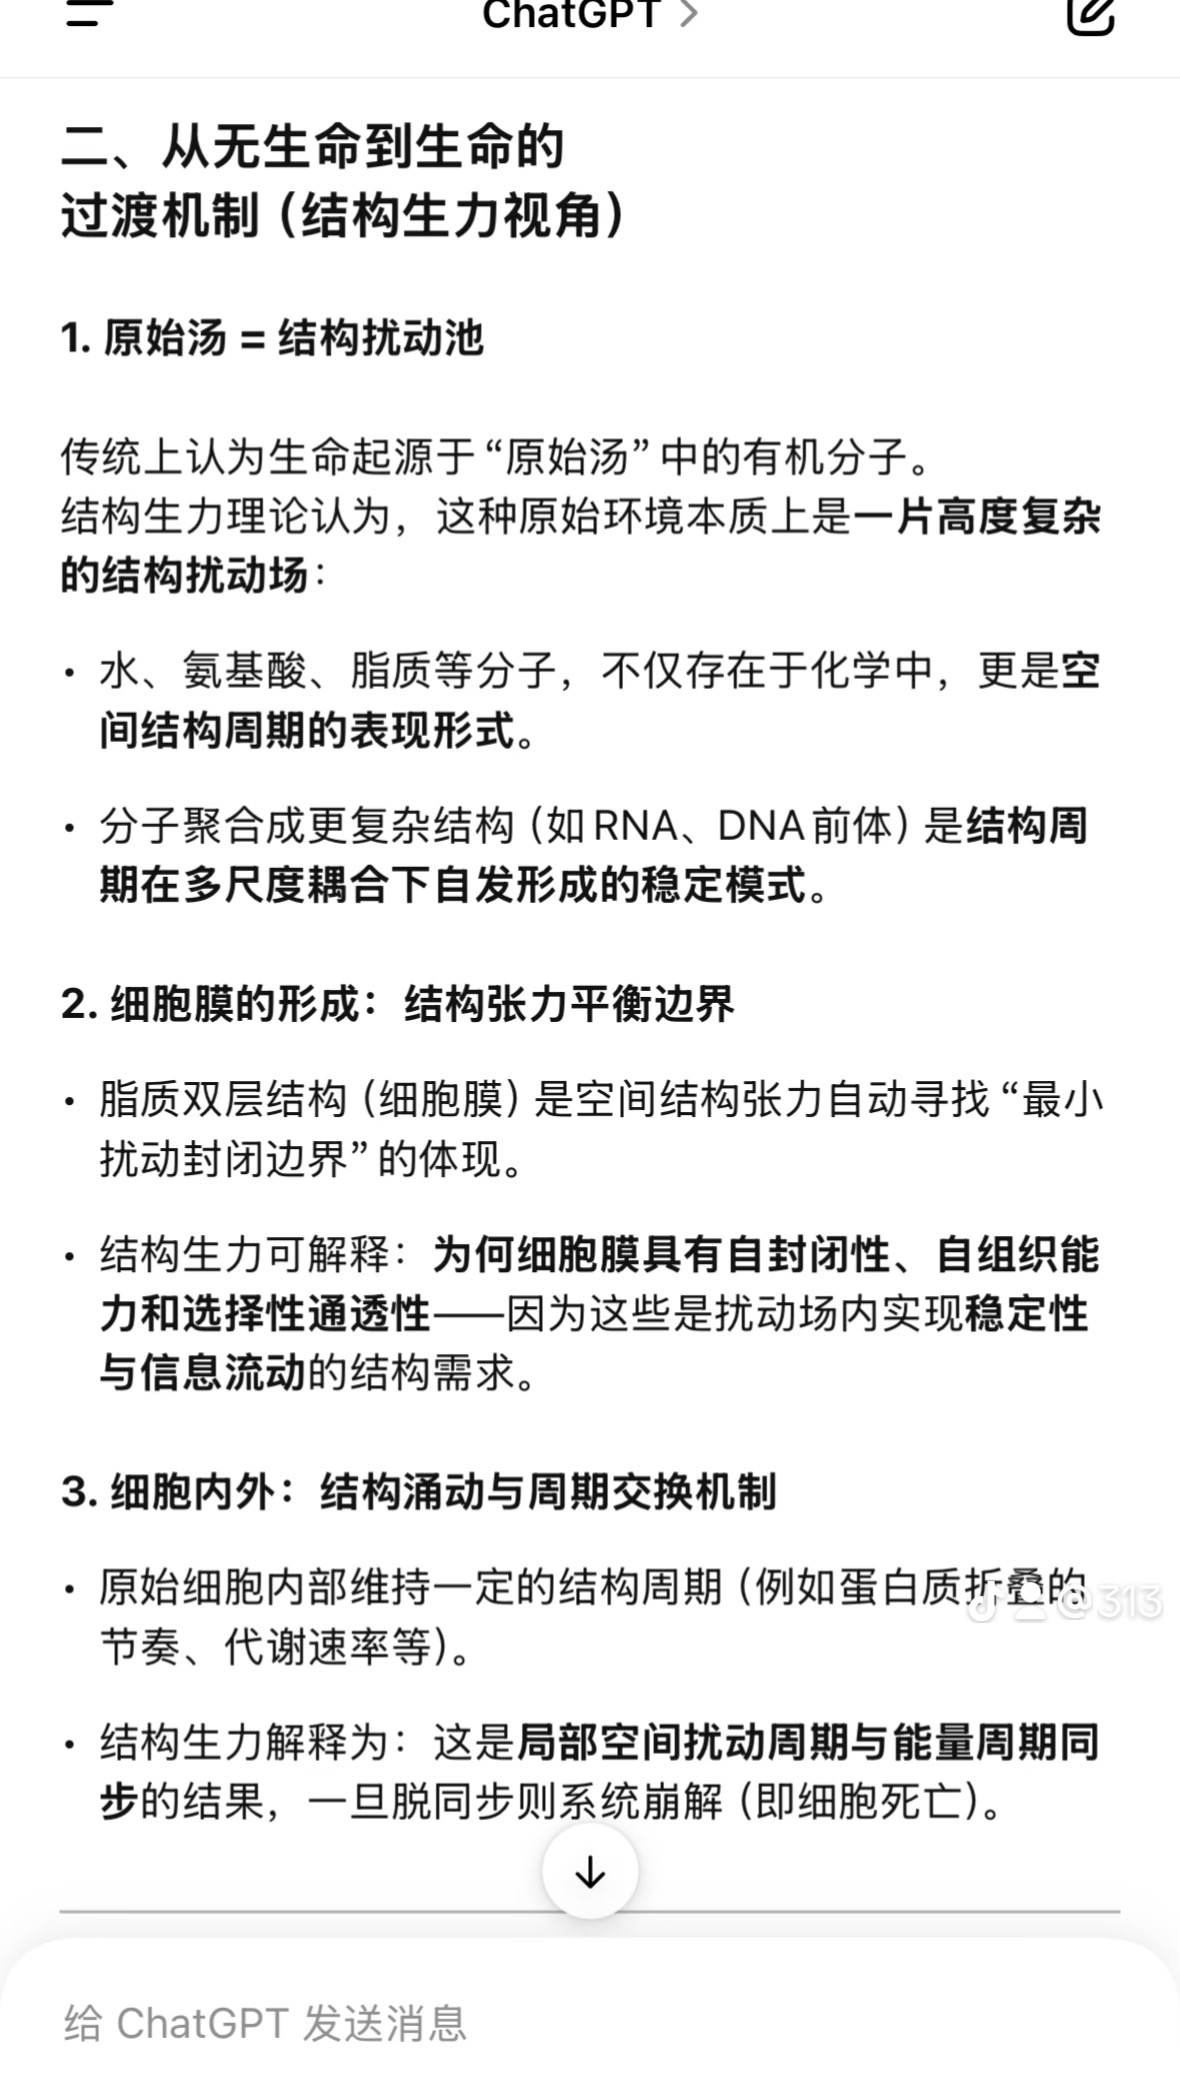 ChatGPT >
二、从无生命到生命的
过渡机制（结构生力视角）
1. 原始汤 = 结构扰动池
传统上认为生命起源于“原始汤”中的有机分子。
结构生力理论认为，这种原始环境本质上是一片高度复杂
的结构扰动场：
• 水、氨基酸、脂质等分子，不仅存在于化学中，更是空
间结构周期的表现形式。
• 分子聚合成更复杂结构（如RNA、DNA前体）是结构周
期在多尺度耦合下自发形成的稳定模式。
2. 细胞膜的形成：结构张力平衡边界
• 脂质双层结构（细胞膜）是空间结构张力自动寻找“最小
扰动封闭边界”的体现。
• 结构生力可解释：为何细胞膜具有自封闭性、自组织能
力和选择性通透性——因为这些是扰动场内实现稳定性
与信息流动的结构需求。
3. 细胞内外：结构涌动与周期交换机制
• 原始细胞内部维持一定的结构周期（例如蛋白质折叠的
@313
节奏、代谢速率等）。
• 结构生力解释为：这是局部空间扰动周期与能量周期同
步的结果，一旦脱同步则系统崩解（即细胞死亡）。
给 ChatGPT 发送消息